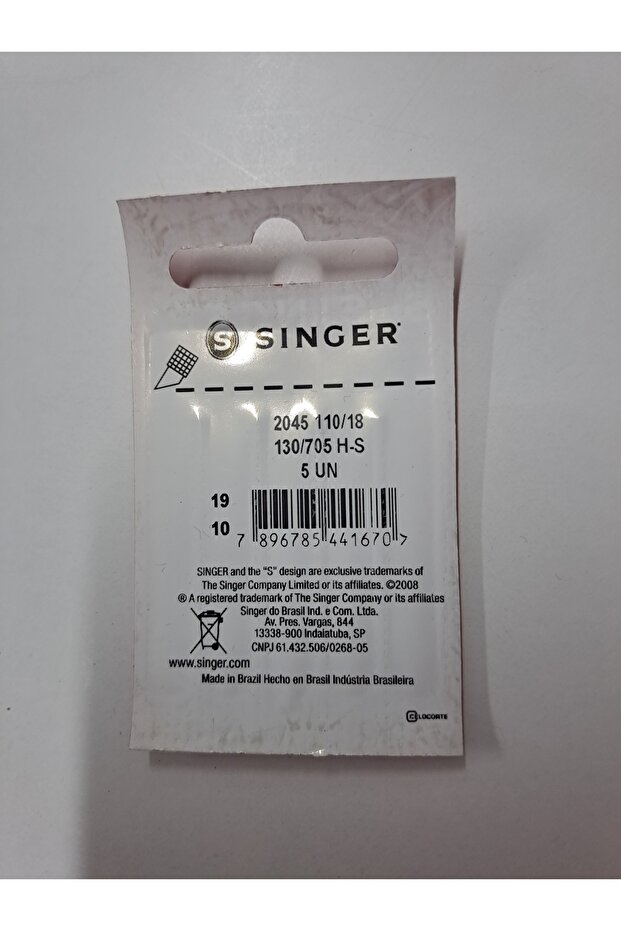 S SINGER®
2045 110/18
130/705 H-S
5 UN
19
10
7 896785 441670 >
SINGER and the “S” design are exclusive trademarks of
The Singer Company Limited or its affiliates. ©2008
® A registered trademark of The Singer Company or its affiliates
Singer do Brasil Ind. e Com. Ltda.
Av. Pres. Vargas, 844
13338-900 Indaiatuba, SP
CNPJ 61.432.506/0268-05
www.singer.com
Made in Brazil Hecho en Brasil Indústria Brasileira
LOCORTE